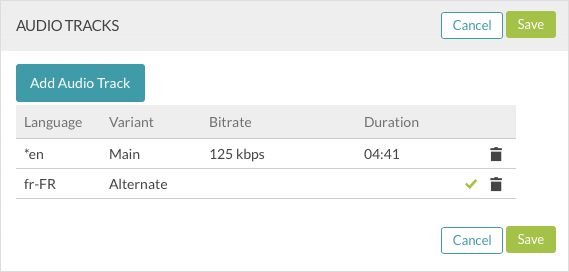 AUDIO TRACKS Cancel Save
Add Audio Track
Language Variant Bitrate Duration
*en Main 125 kbps 04:41
fr-FR Alternate
Cancel Save